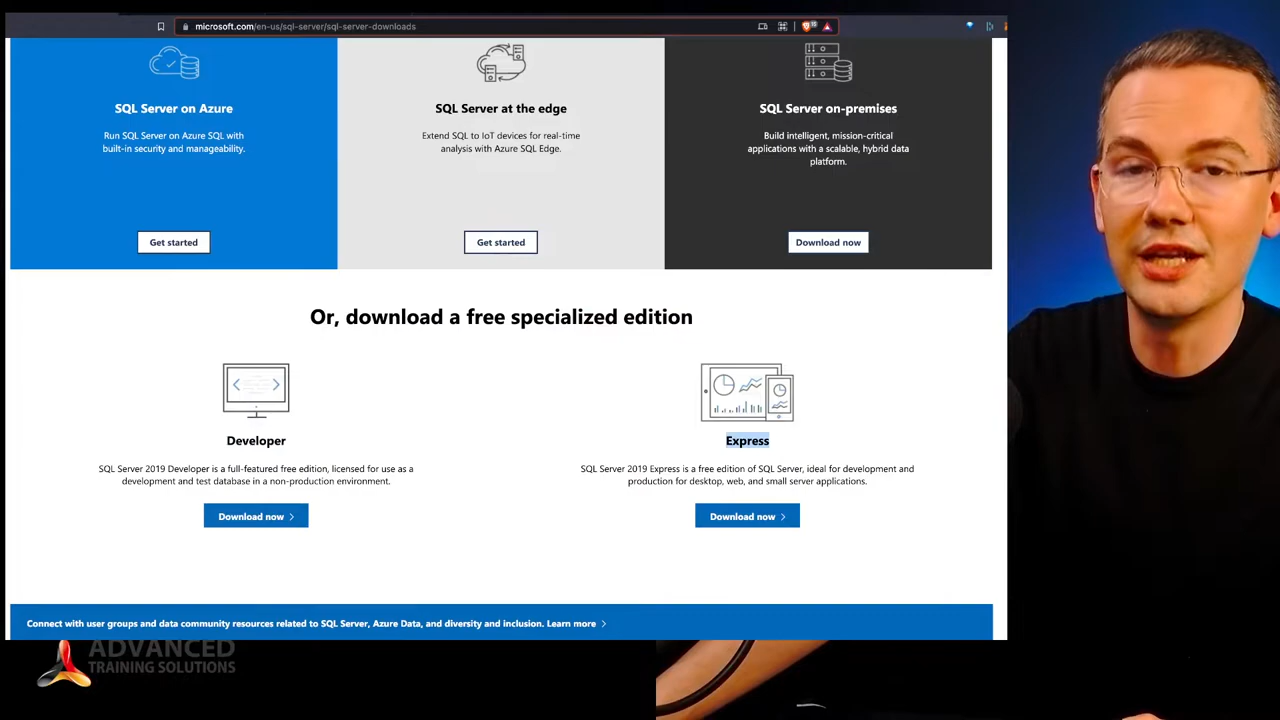 microsoft.com/en-us/sql-server/sql-server-downloads
15
SQL Server on Azure
Run SQL Server on Azure SQL with
built-in security and manageability.
Get started
SQL Server at the edge
Extend SQL to IoT devices for real-time
analysis with Azure SQL Edge.
Get started
SQL Server on-premises
Build intelligent, mission-critical
applications with a scalable, hybrid data
platform.
Download now
Or, download a free specialized edition
Developer
SQL Server 2019 Developer is a full-featured free edition, licensed for use as a
development and test database in a non-production environment.
Download now
Express
SQL Server 2019 Express is a free edition of SQL Server, ideal for development and
production for desktop, web, and small server applications.
Download now
Connect with user groups and data community resources related to SQL Server, Azure Data, and diversity and inclusion. Learn more
ADVANCED
TRAINING SOLUTIONS